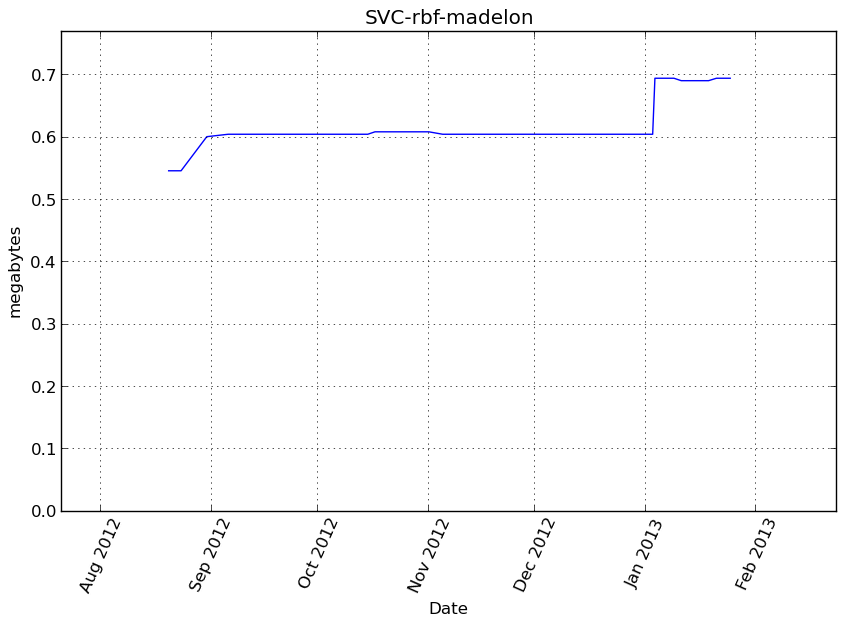 SVC-rbf-madelon
0.7
0.6
0.5
0.4
0.3
0.2
0.1
0.0
megabytes
Aug 2012
Sep 2012
Oct 2012
Nov 2012
Dec 2012
Jan 2013
Feb 2013
Date